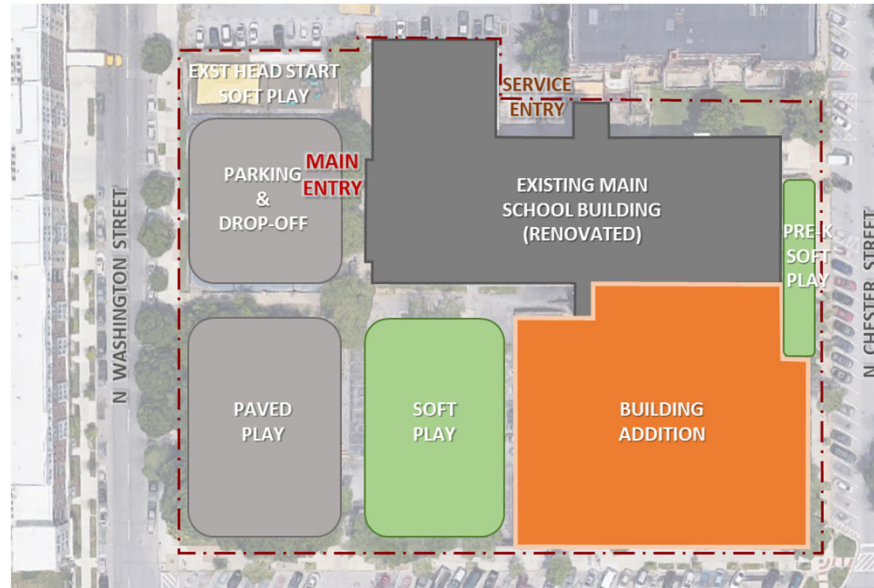 EXST HEAD START
SOFT PLAY
SERVICE
ENTRY
PARKING
&
DROP-OFF
MAIN
ENTRY
EXISTING MAIN
SCHOOL BUILDING
(RENOVATED)
PRE-K
SOFT
PLAY
N WASHINGTON STREET
N CHESTER STREET
PAVED
PLAY
SOFT
PLAY
BUILDING
ADDITION